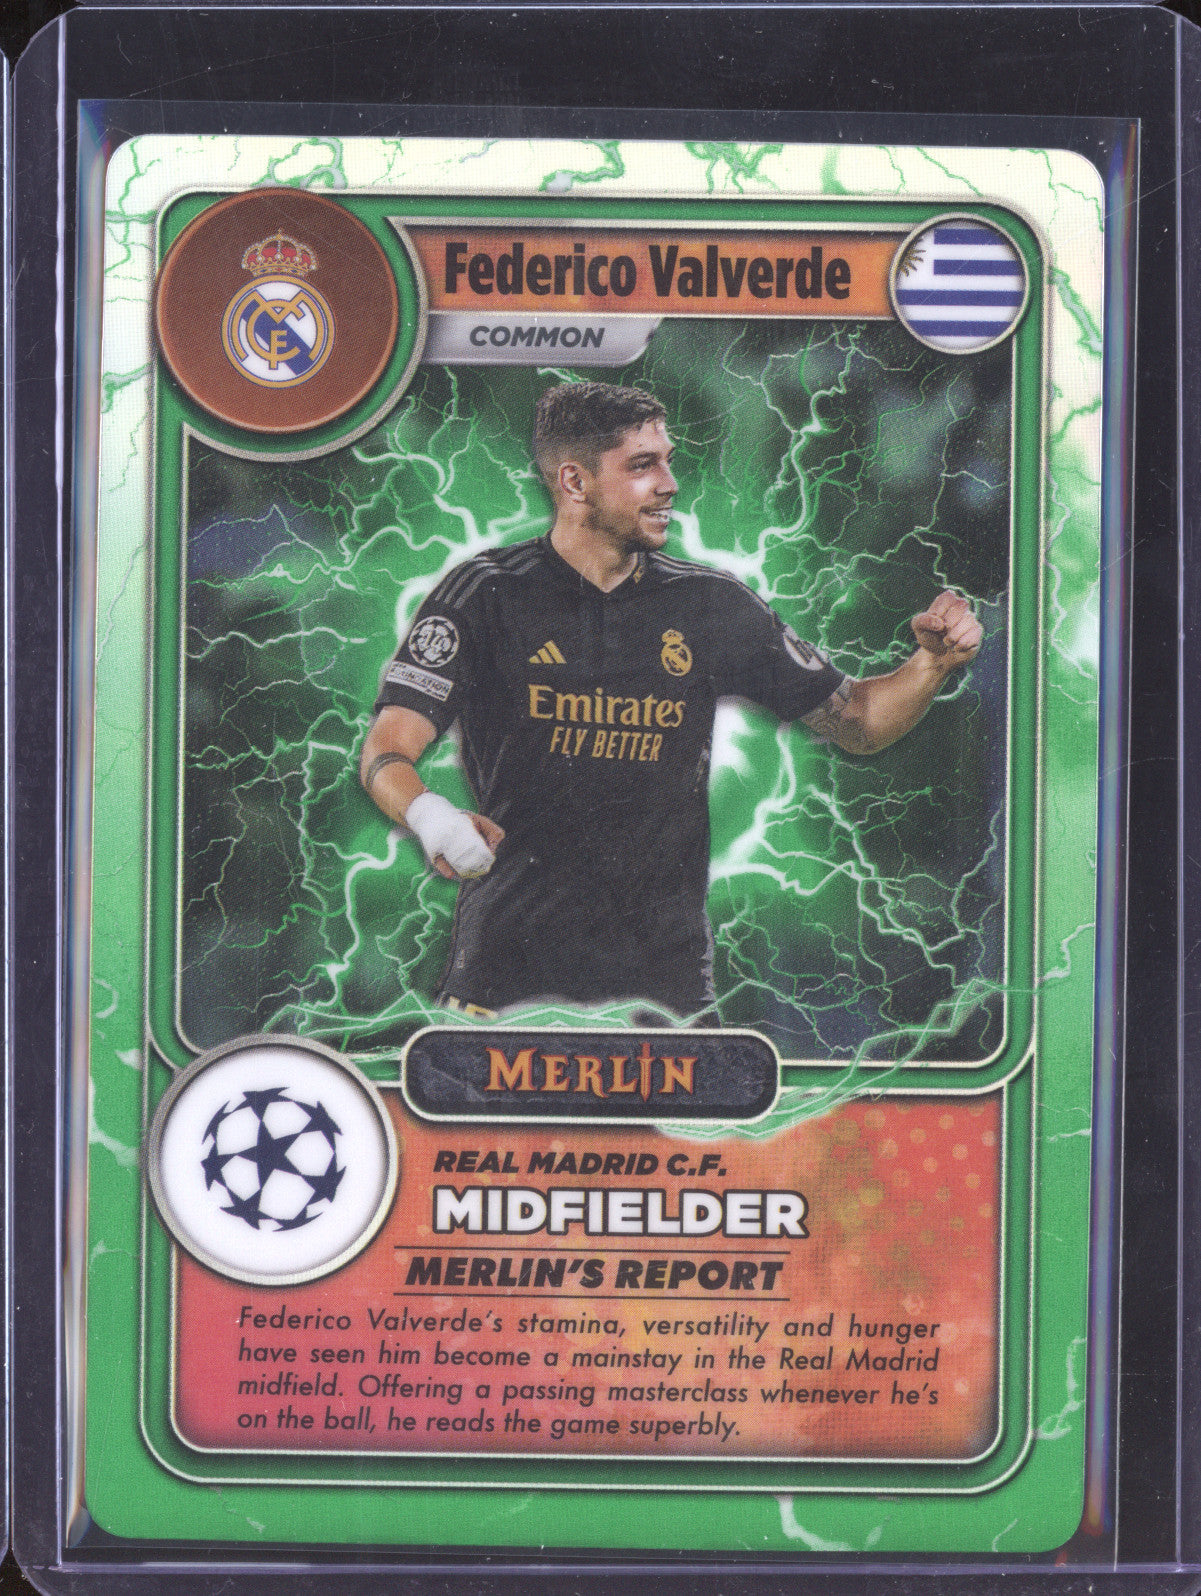 Federico Valverde
COMMON
FOUNDATION
Emirates
FLY BETTER
MERLIN
REAL MADRID C.F.
MIDFIELDER
MERLIN'S REPORT
Federico Valverde's stamina, versatility and hunger
have seen him become a mainstay in the Real Madrid
midfield. Offering a passing masterclass whenever he's
on the ball, he reads the game superbly.